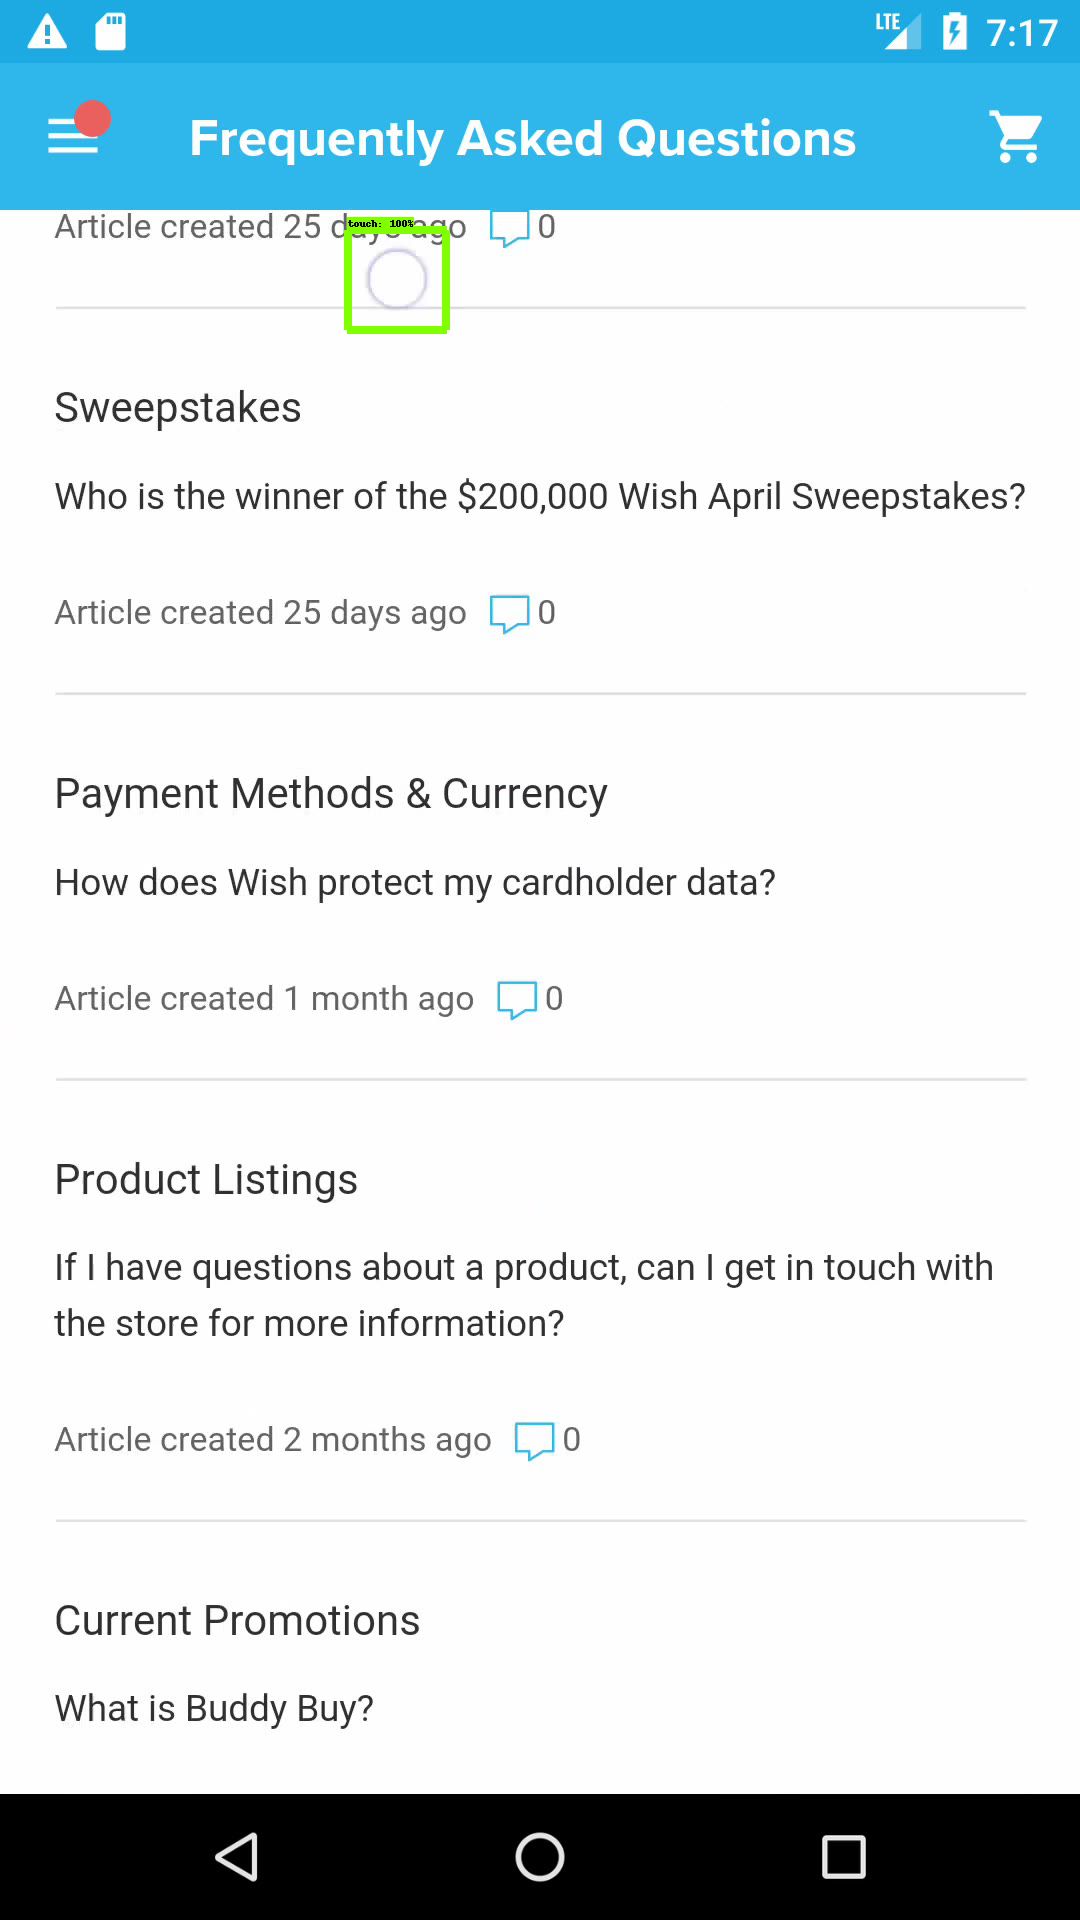 LTE 7:17
Frequently Asked Questions
Article created 25 days ago 0
touch: 100%
Sweepstakes
Who is the winner of the $200,000 Wish April Sweepstakes?
Article created 25 days ago 0
Payment Methods & Currency
How does Wish protect my cardholder data?
Article created 1 month ago 0
Product Listings
If I have questions about a product, can I get in touch with
the store for more information?
Article created 2 months ago 0
Current Promotions
What is Buddy Buy?